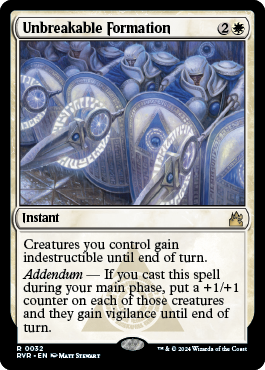 Unbreakable Formation 2
Instant
Creatures you control gain
indestructible until end of turn.
Addendum — If you cast this spell
during your main phase, put a +1/+1
counter on each of those creatures
and they gain vigilance until end of
turn.
R 0032
RVR • EN Matt Stewart
™ & © 2024 Wizards of the Coast